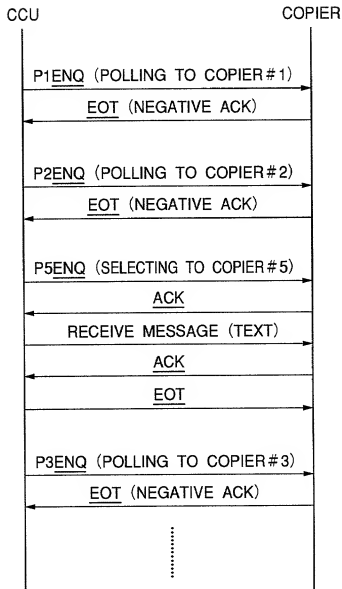 CCU
COPIER
P1ENQ (POLLING TO COPIER#1)
EOT (NEGATIVE ACK)
P2ENQ (POLLING TO COPIER#2)
EOT (NEGATIVE ACK)
P5ENQ (SELECTING TO COPIER#5)
ACK
RECEIVE MESSAGE (TEXT)
ACK
EOT
P3ENQ (POLLING TO COPIER#3)
EOT (NEGATIVE ACK)